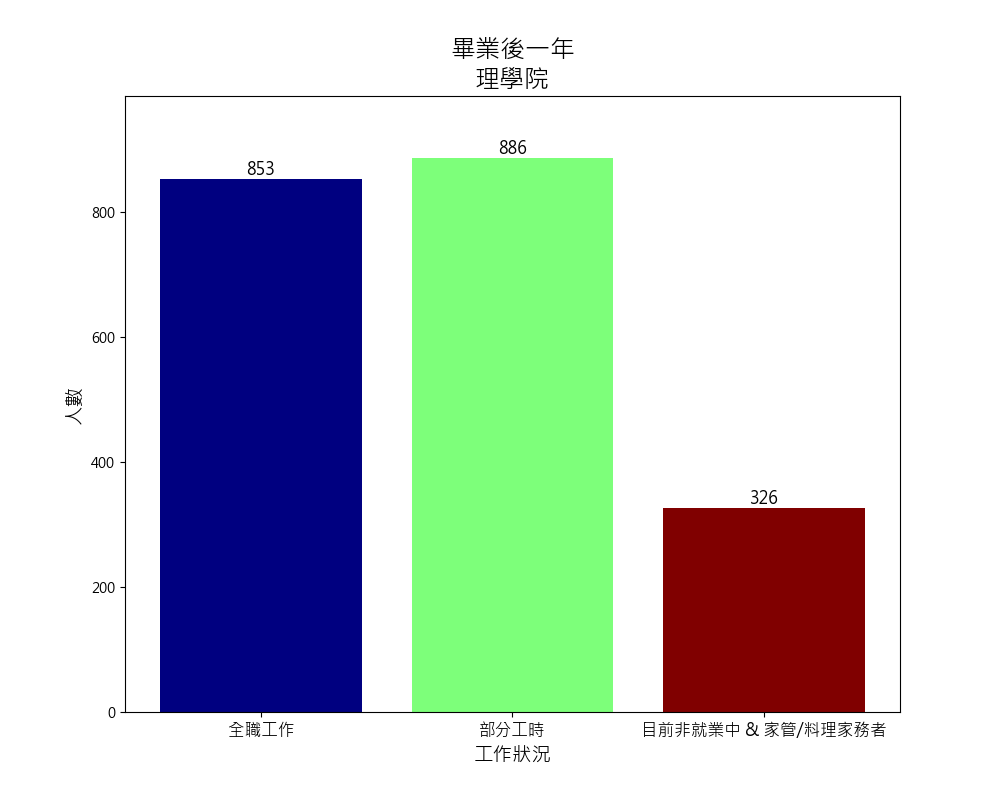 畢業後一年
理學院
886
853
326
800
600
400
200
0
人數
全職工作
部分工時
目前非就業中 & 家管/料理家務者
工作狀況